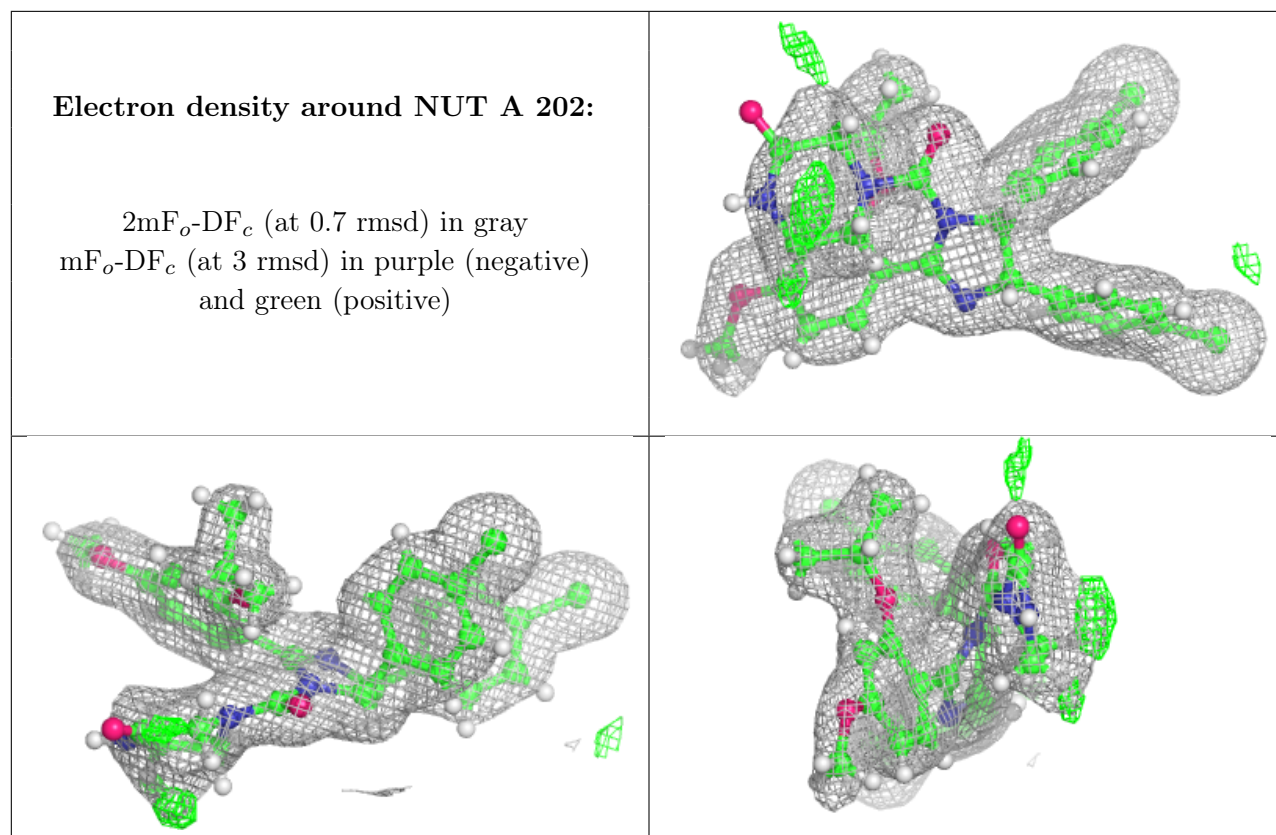 Electron density around NUT A 202:
2mFo-DFc (at 0.7 rmsd) in gray
mFo-DFc (at 3 rmsd) in purple (negative)
and green (positive)